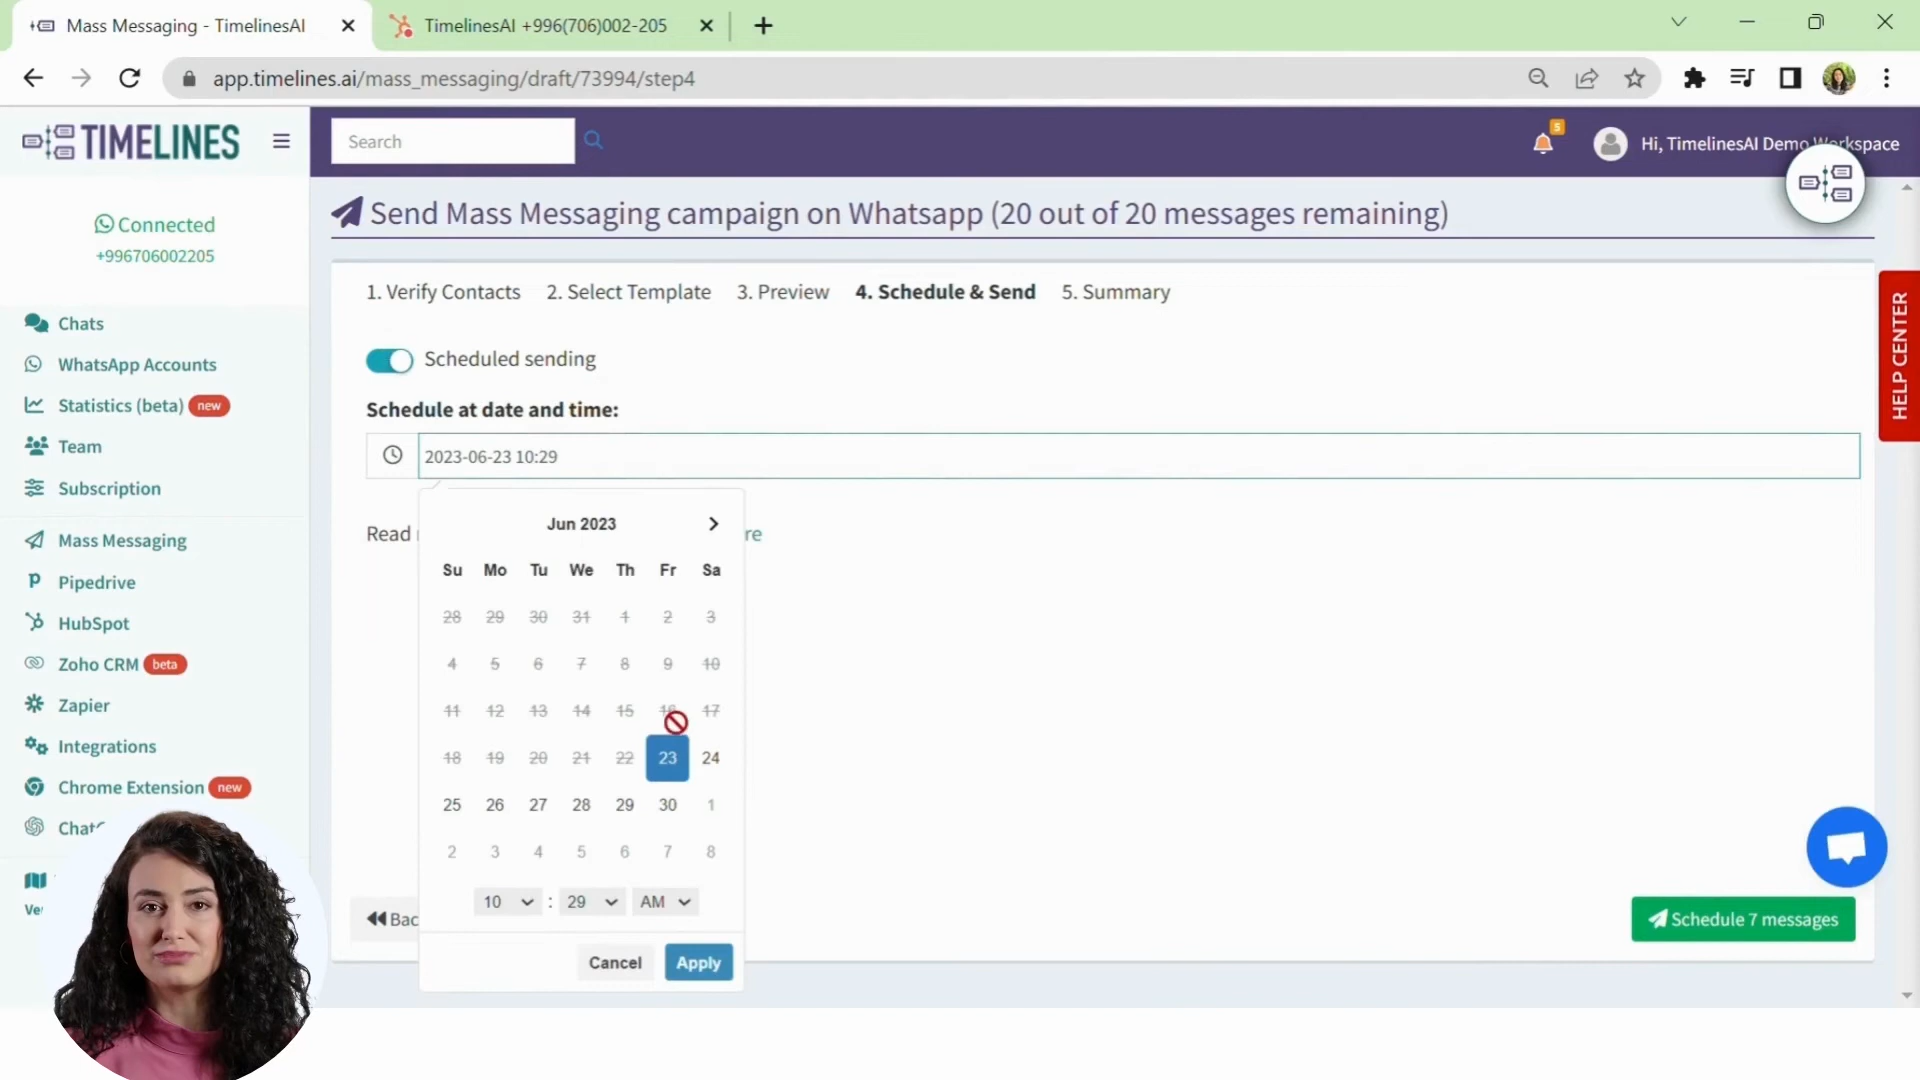 Mass Messaging - TimelinesAI
TimelinesAI +996(706)002-205
app.timelines.ai/mass_messaging/draft/73994/step4
TIMELINES
Search
5
Hi, TimelinesAI Demo Workspace
Connected
+996706002205
Send Mass Messaging campaign on Whatsapp (20 out of 20 messages remaining)
1. Verify Contacts 2. Select Template 3. Preview 4. Schedule & Send 5. Summary
Chats
WhatsApp Accounts
Statistics (beta) new
Team
Subscription
Mass Messaging
Pipedrive
HubSpot
Zoho CRM beta
Zapier
Integrations
Chrome Extension new
HELP CENTER
Scheduled sending
Schedule at date and time:
2023-06-23 10:29
Read
re
Jun 2023
Su Mo Tu We Th Fr Sa
28 29 30 31 1 2 3
4 5 6 7 8 9 10
11 12 13 14 15 16 17
18 19 20 21 22 23 24
25 26 27 28 29 30 1
2 3 4 5 6 7 8
10 : 29 AM
Cancel Apply
Schedule 7 messages